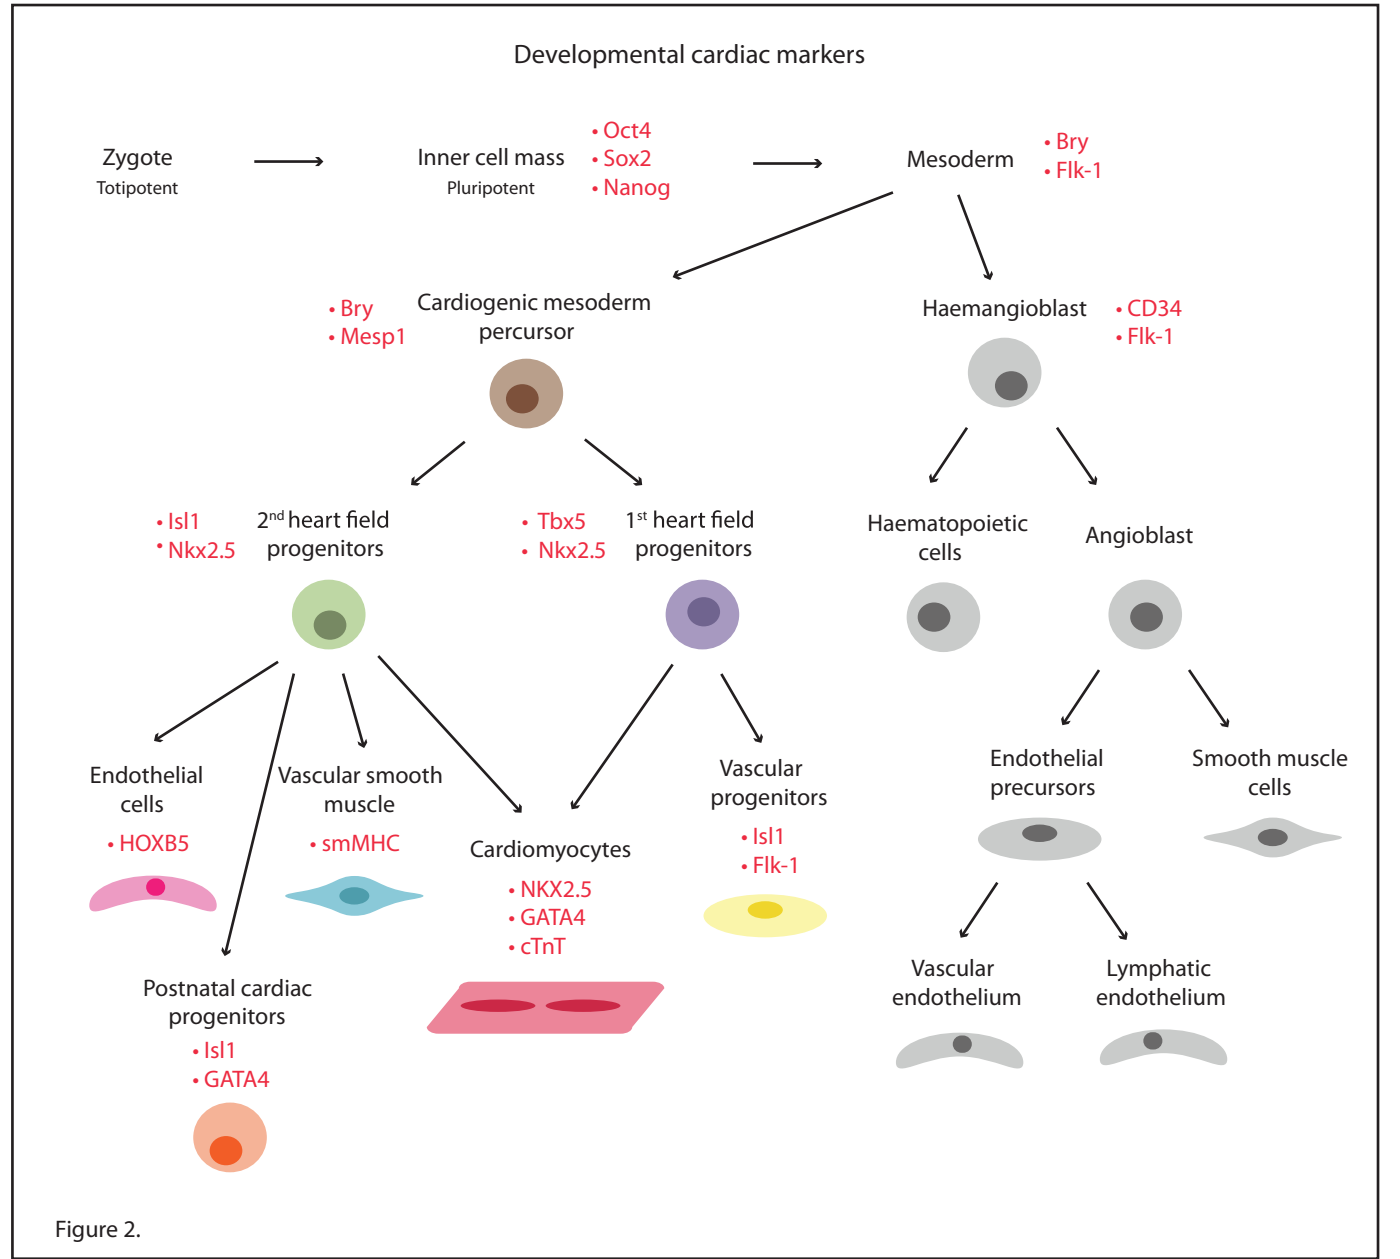 Developmental cardiac markers
Zygote
Totipotent
Inner cell mass
Pluripotent
• Oct4
• Sox2
• Nanog
Mesoderm
• Bry
• Flk-1
• Bry
• Mesp1
Cardiogenic mesoderm
percursor
Haemangioblast
• CD34
• Flk-1
• Isl1
• Nkx2.5
2nd heart field
progenitors
• Tbx5
• Nkx2.5
1st heart field
progenitors
Haematopoietic
cells
Angioblast
Endothelial
cells
• HOXB5
Vascular smooth
muscle
• smMHC
Cardiomyocytes
• NKX2.5
• GATA4
• cTnT
Vascular
progenitors
• Isl1
• Flk-1
Endothelial
precursors
Smooth muscle
cells
Postnatal cardiac
progenitors
• Isl1
• GATA4
Vascular
endothelium
Lymphatic
endothelium
Figure 2.